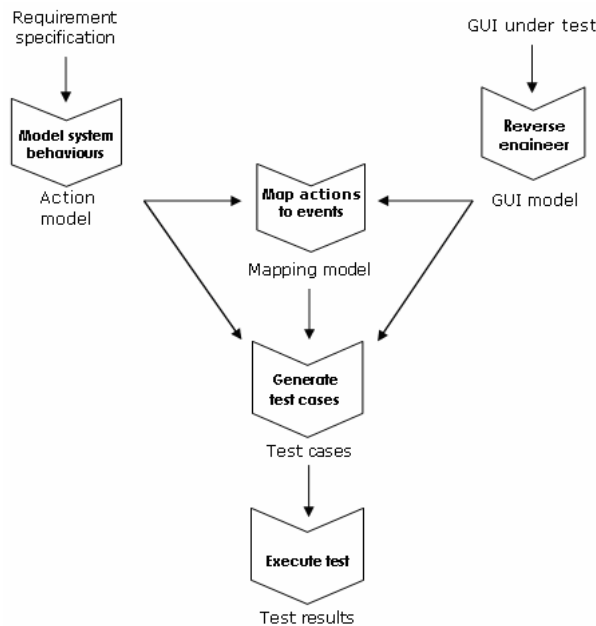 Requirement
specification
GUI under test
Model system
behaviours
Reverse
enaineer
Action
model
Map actions
to events
GUI model
Mapping model
Generate
test cases
Test cases
Execute test
Test results